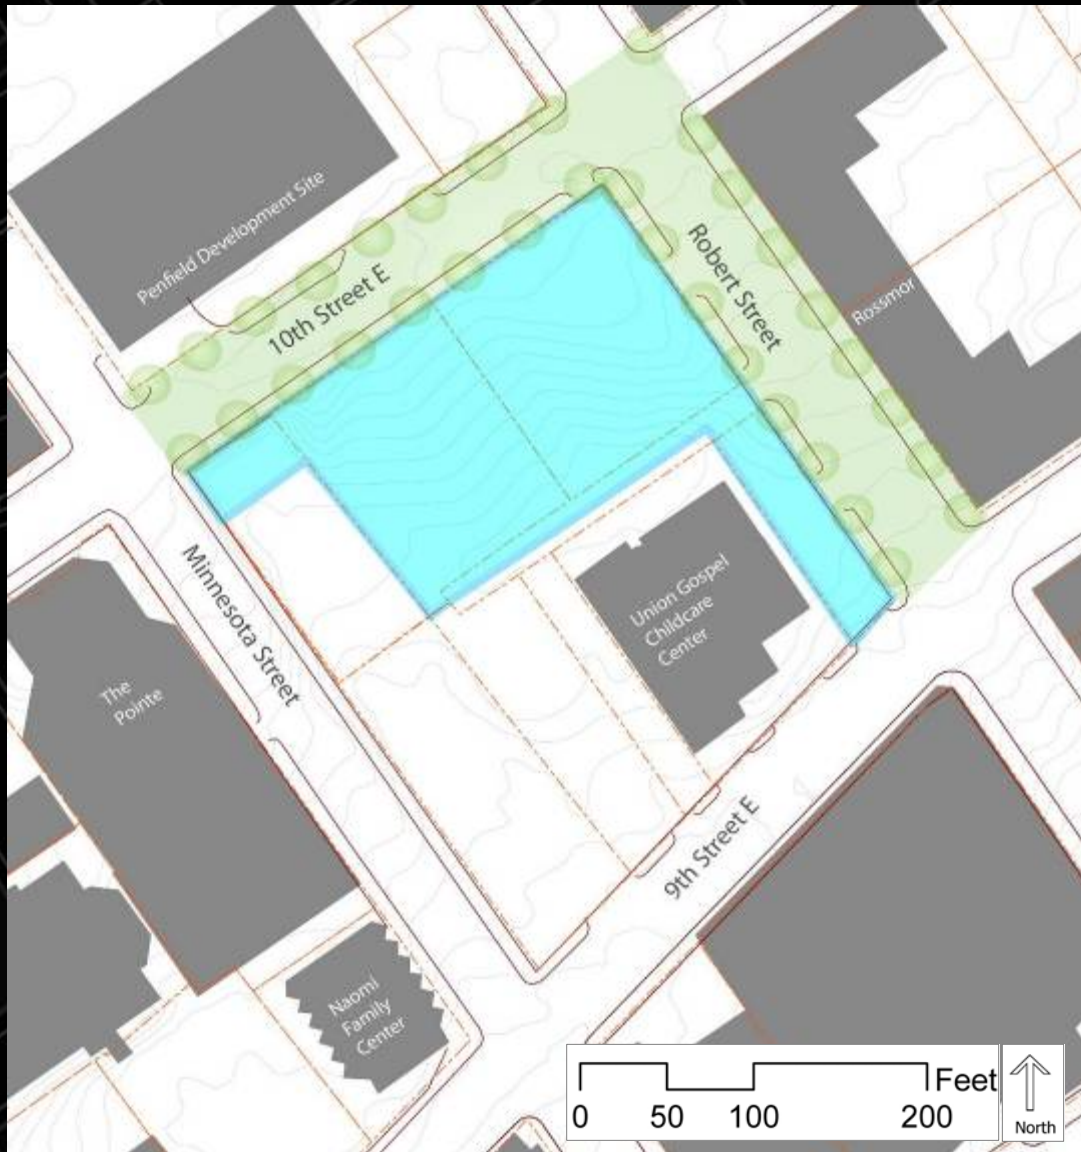 Penfield Development Site
10th Street E
Robert Street
Rossmor
Minnesota Street
Union Gospel
Childcare
Center
The
Pointe
9th Street E
Naomi
Family
Center
Feet
0 50 100 200
North